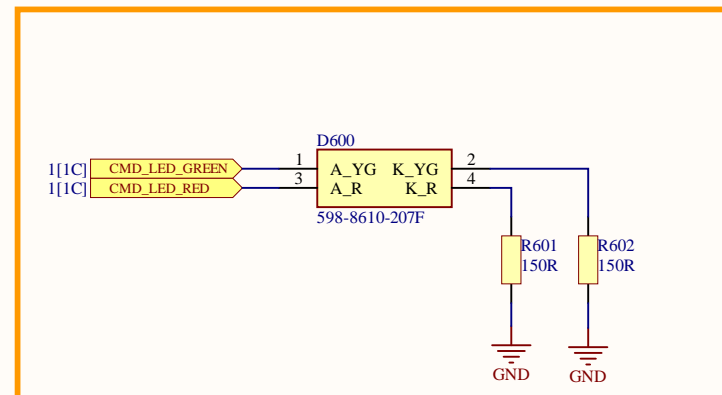 D600
1[1C] CMD_LED_GREEN 1 A_YG K_YG 2
1[1C] CMD_LED_RED 3 A_R K_R 4
598-8610-207F
R601 R602
150R 150R
GND GND